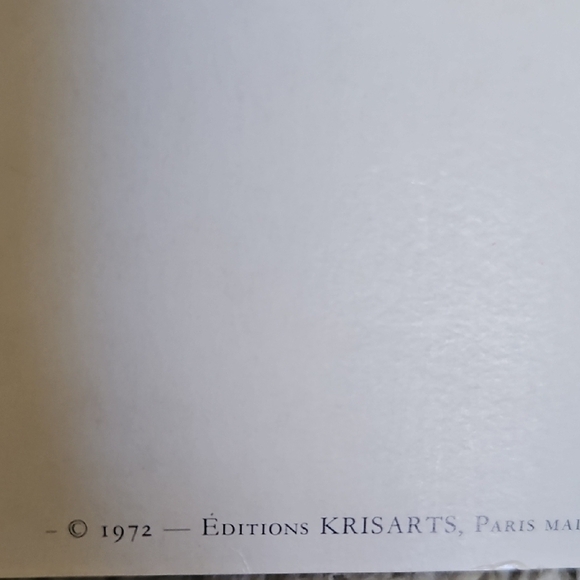 – © 1972 — Éditions KRISARTS, Paris